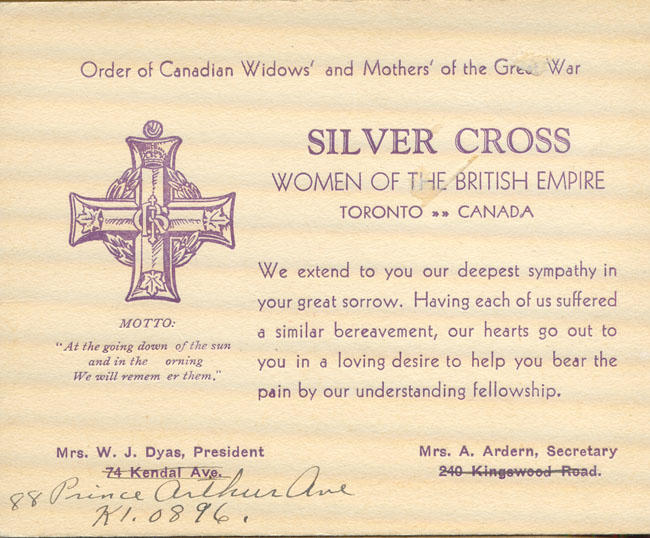 Order of Canadian Widows' and Mothers' of the Great War
SILVER CROSS
WOMEN OF THE BRITISH EMPIRE
TORONTO »» CANADA
We extend to you our deepest sympathy in
your great sorrow. Having each of us suffered
a similar bereavement, our hearts go out to
you in a loving desire to help you bear the
pain by our understanding fellowship.
MOTTO:
"At the going down of the sun
and in the orning
We will remem er them."
Mrs. W. J. Dyas, President
74 Kendal Ave.
88 Prince Arthur Ave
KI. 0896.
Mrs. A. Ardern, Secretary
240 Kingswood Road.